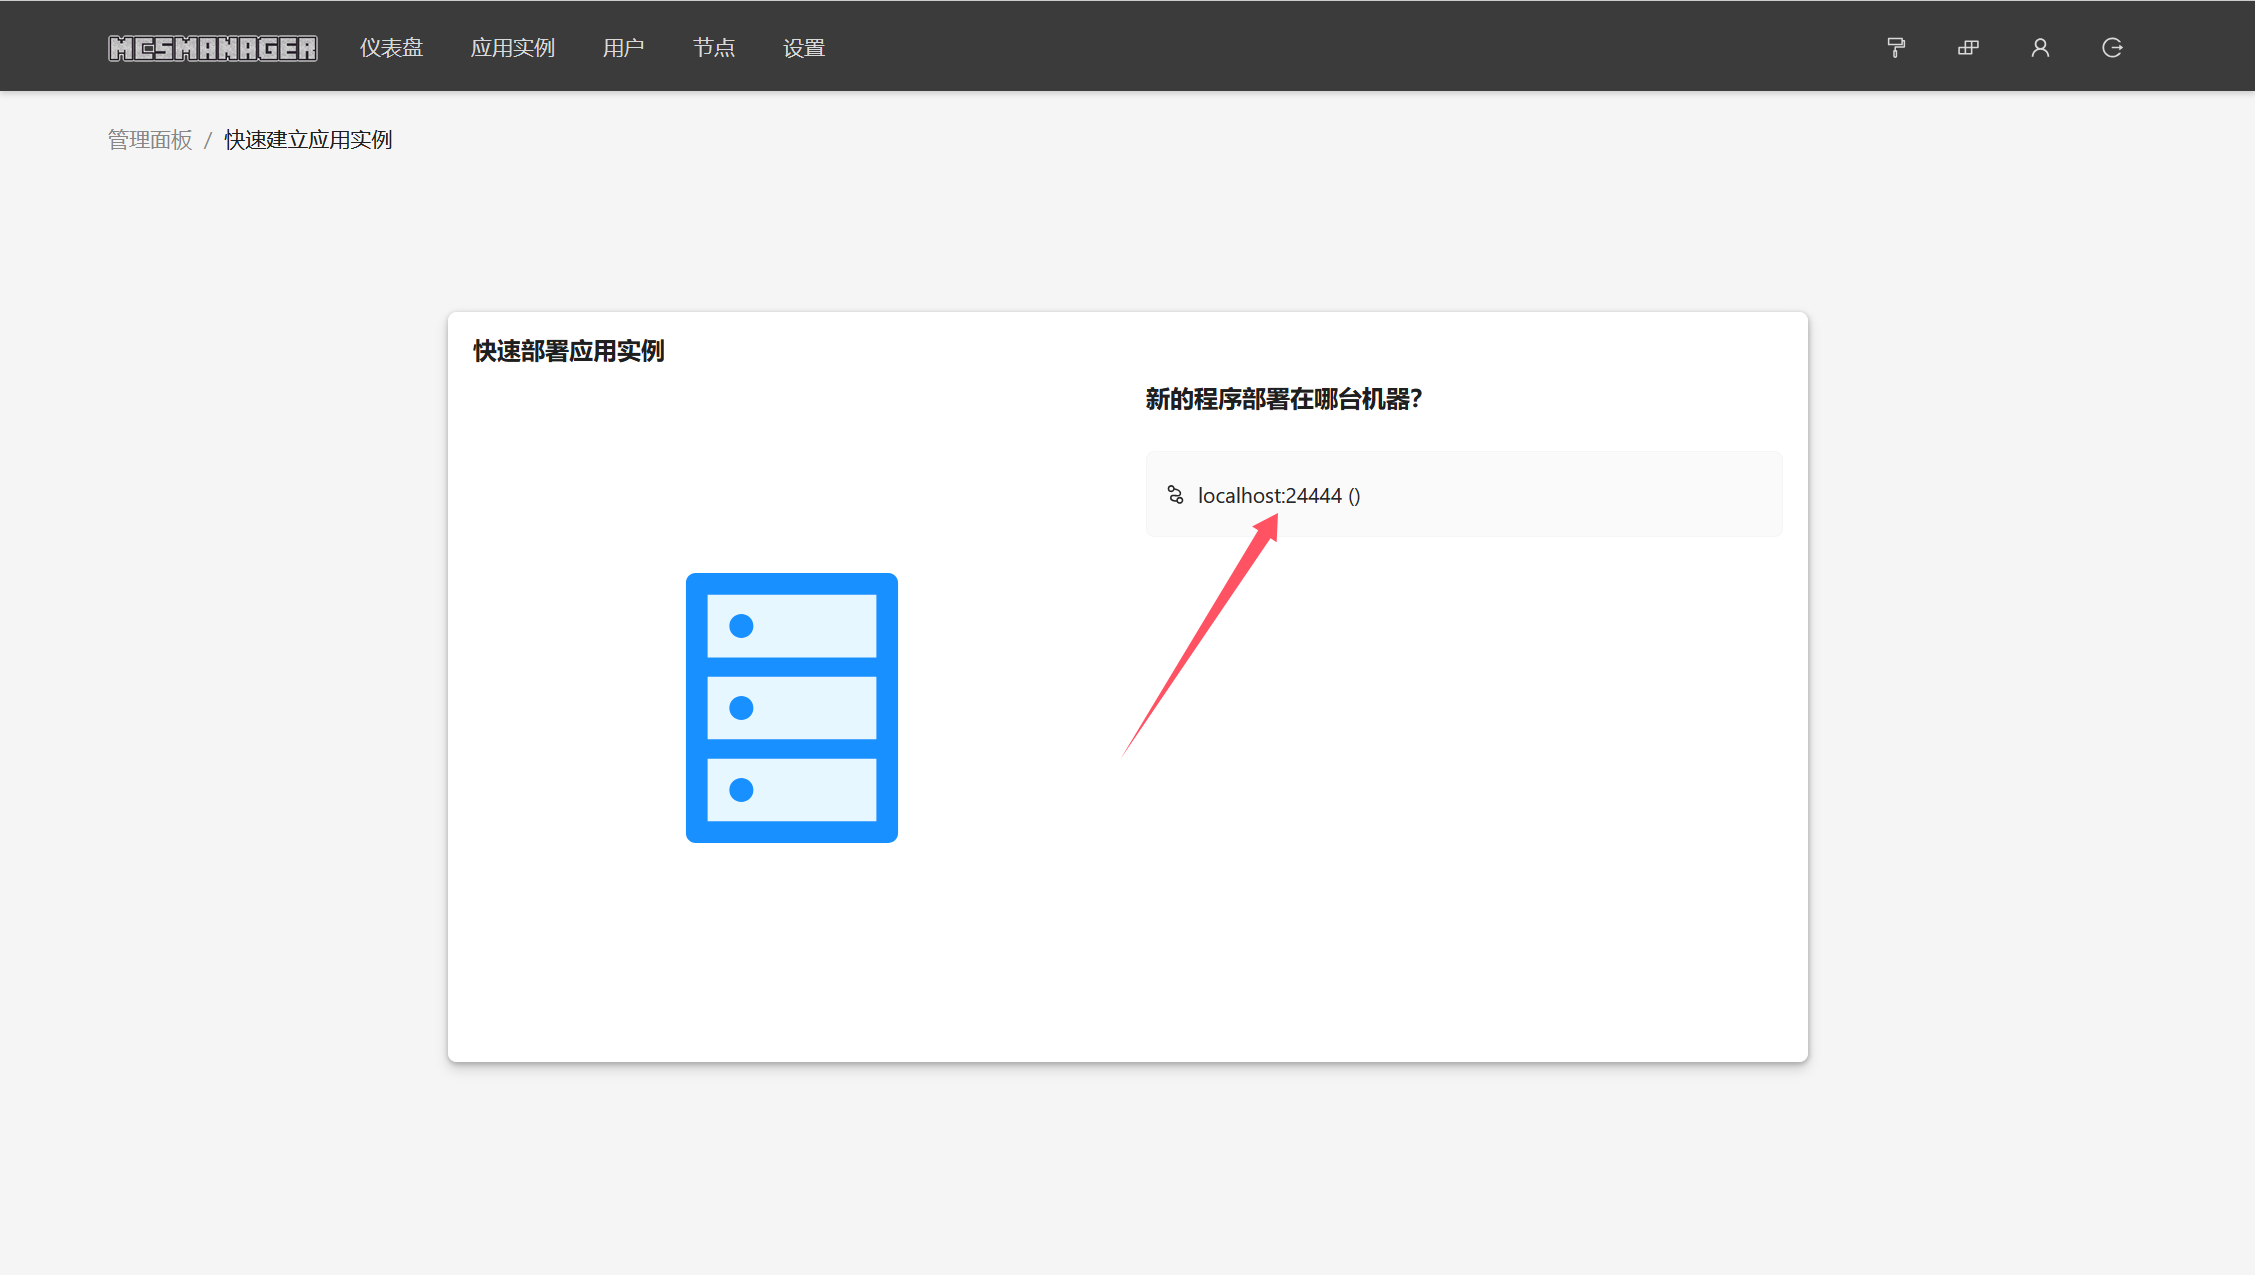 MCSMANAGER 仪表盘 应用实例 用户 节点 设置
管理面板 / 快速建立应用实例
快速部署应用实例
新的程序部署在哪台机器?
localhost:24444 ()